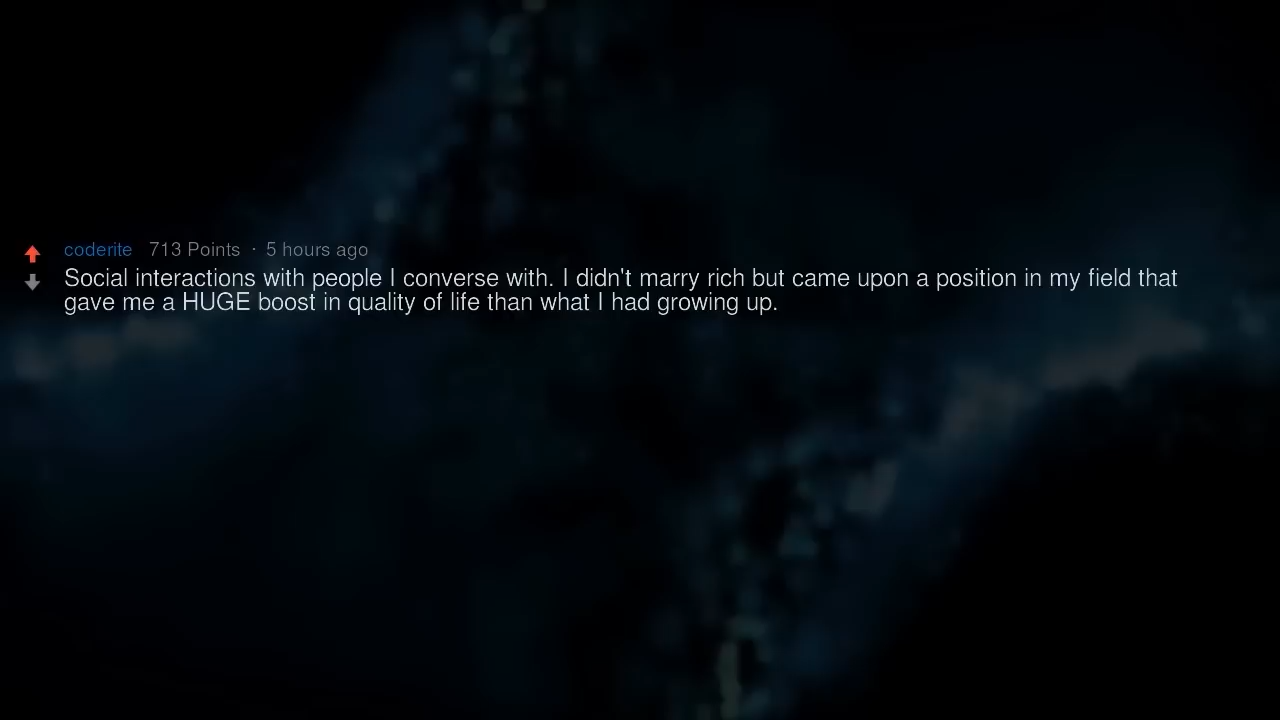 coderite 713 Points · 5 hours ago
Social interactions with people I converse with. I didn't marry rich but came upon a position in my field that
gave me a HUGE boost in quality of life than what I had growing up.